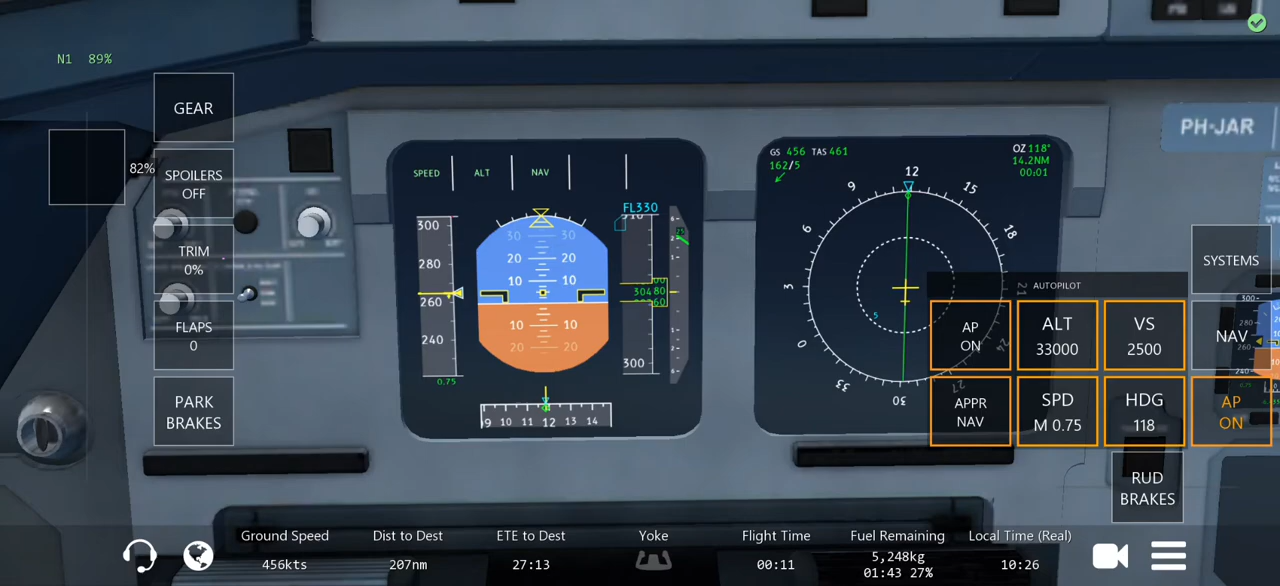 N1 89%
GEAR
82%
SPOILERS
OFF
TRIM
0%
FLAPS
0
PARK
BRAKES
SPEED ALT NAV
FL330
300
280
260
240
0.75
30 30
20 20
10 10
10 10
20 20
304 80
300
9 10 11 12 13 14
GS 456 TAS 461
162/5
OZ 118°
14.2NM
00:01
12
9 15
6 18
3 21
0 24
33 30 27
5
PH-JAR
SYSTEMS
AUTOPILOT
AP
ON
ALT
33000
VS
2500
NAV
APPR
NAV
SPD
M 0.75
HDG
118
AP
ON
RUD
BRAKES
Ground Speed
456kts
Dist to Dest
207nm
ETE to Dest
27:13
Yoke
Flight Time
00:11
Fuel Remaining
5,248kg
01:43 27%
Local Time (Real)
10:26